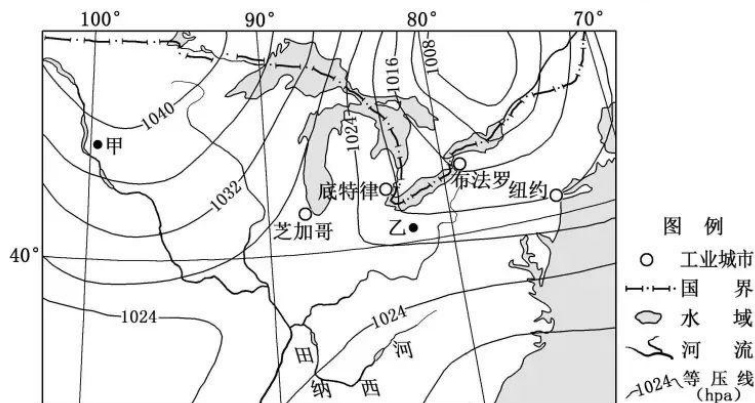 100° 90° 80° 70°
1008
1016
1040
1024
甲
1032
布法罗
底特律
纽约
芝加哥
乙
40°
1024
1024
田
纳
西
河
图 例
工业城市
国 界
水 域
河 流
1024 等压线
(hpa)